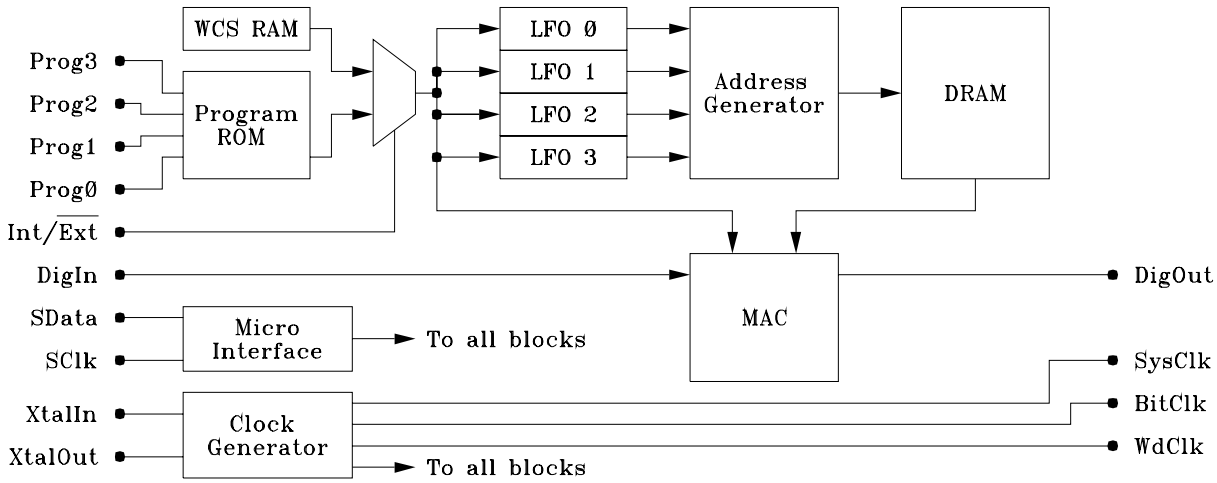 WCS RAM
LFO Ø
Prog3
LFO 1
Prog2
Program
ROM
Address
Generator
DRAM
Prog1
LFO 2
LFO 3
ProgØ
Int/Ext
DigIn
DigOut
SData
Micro
Interface
MAC
To all blocks
SClk
SysClk
XtalIn
Clock
Generator
BitClk
XtalOut
WdClk
To all blocks